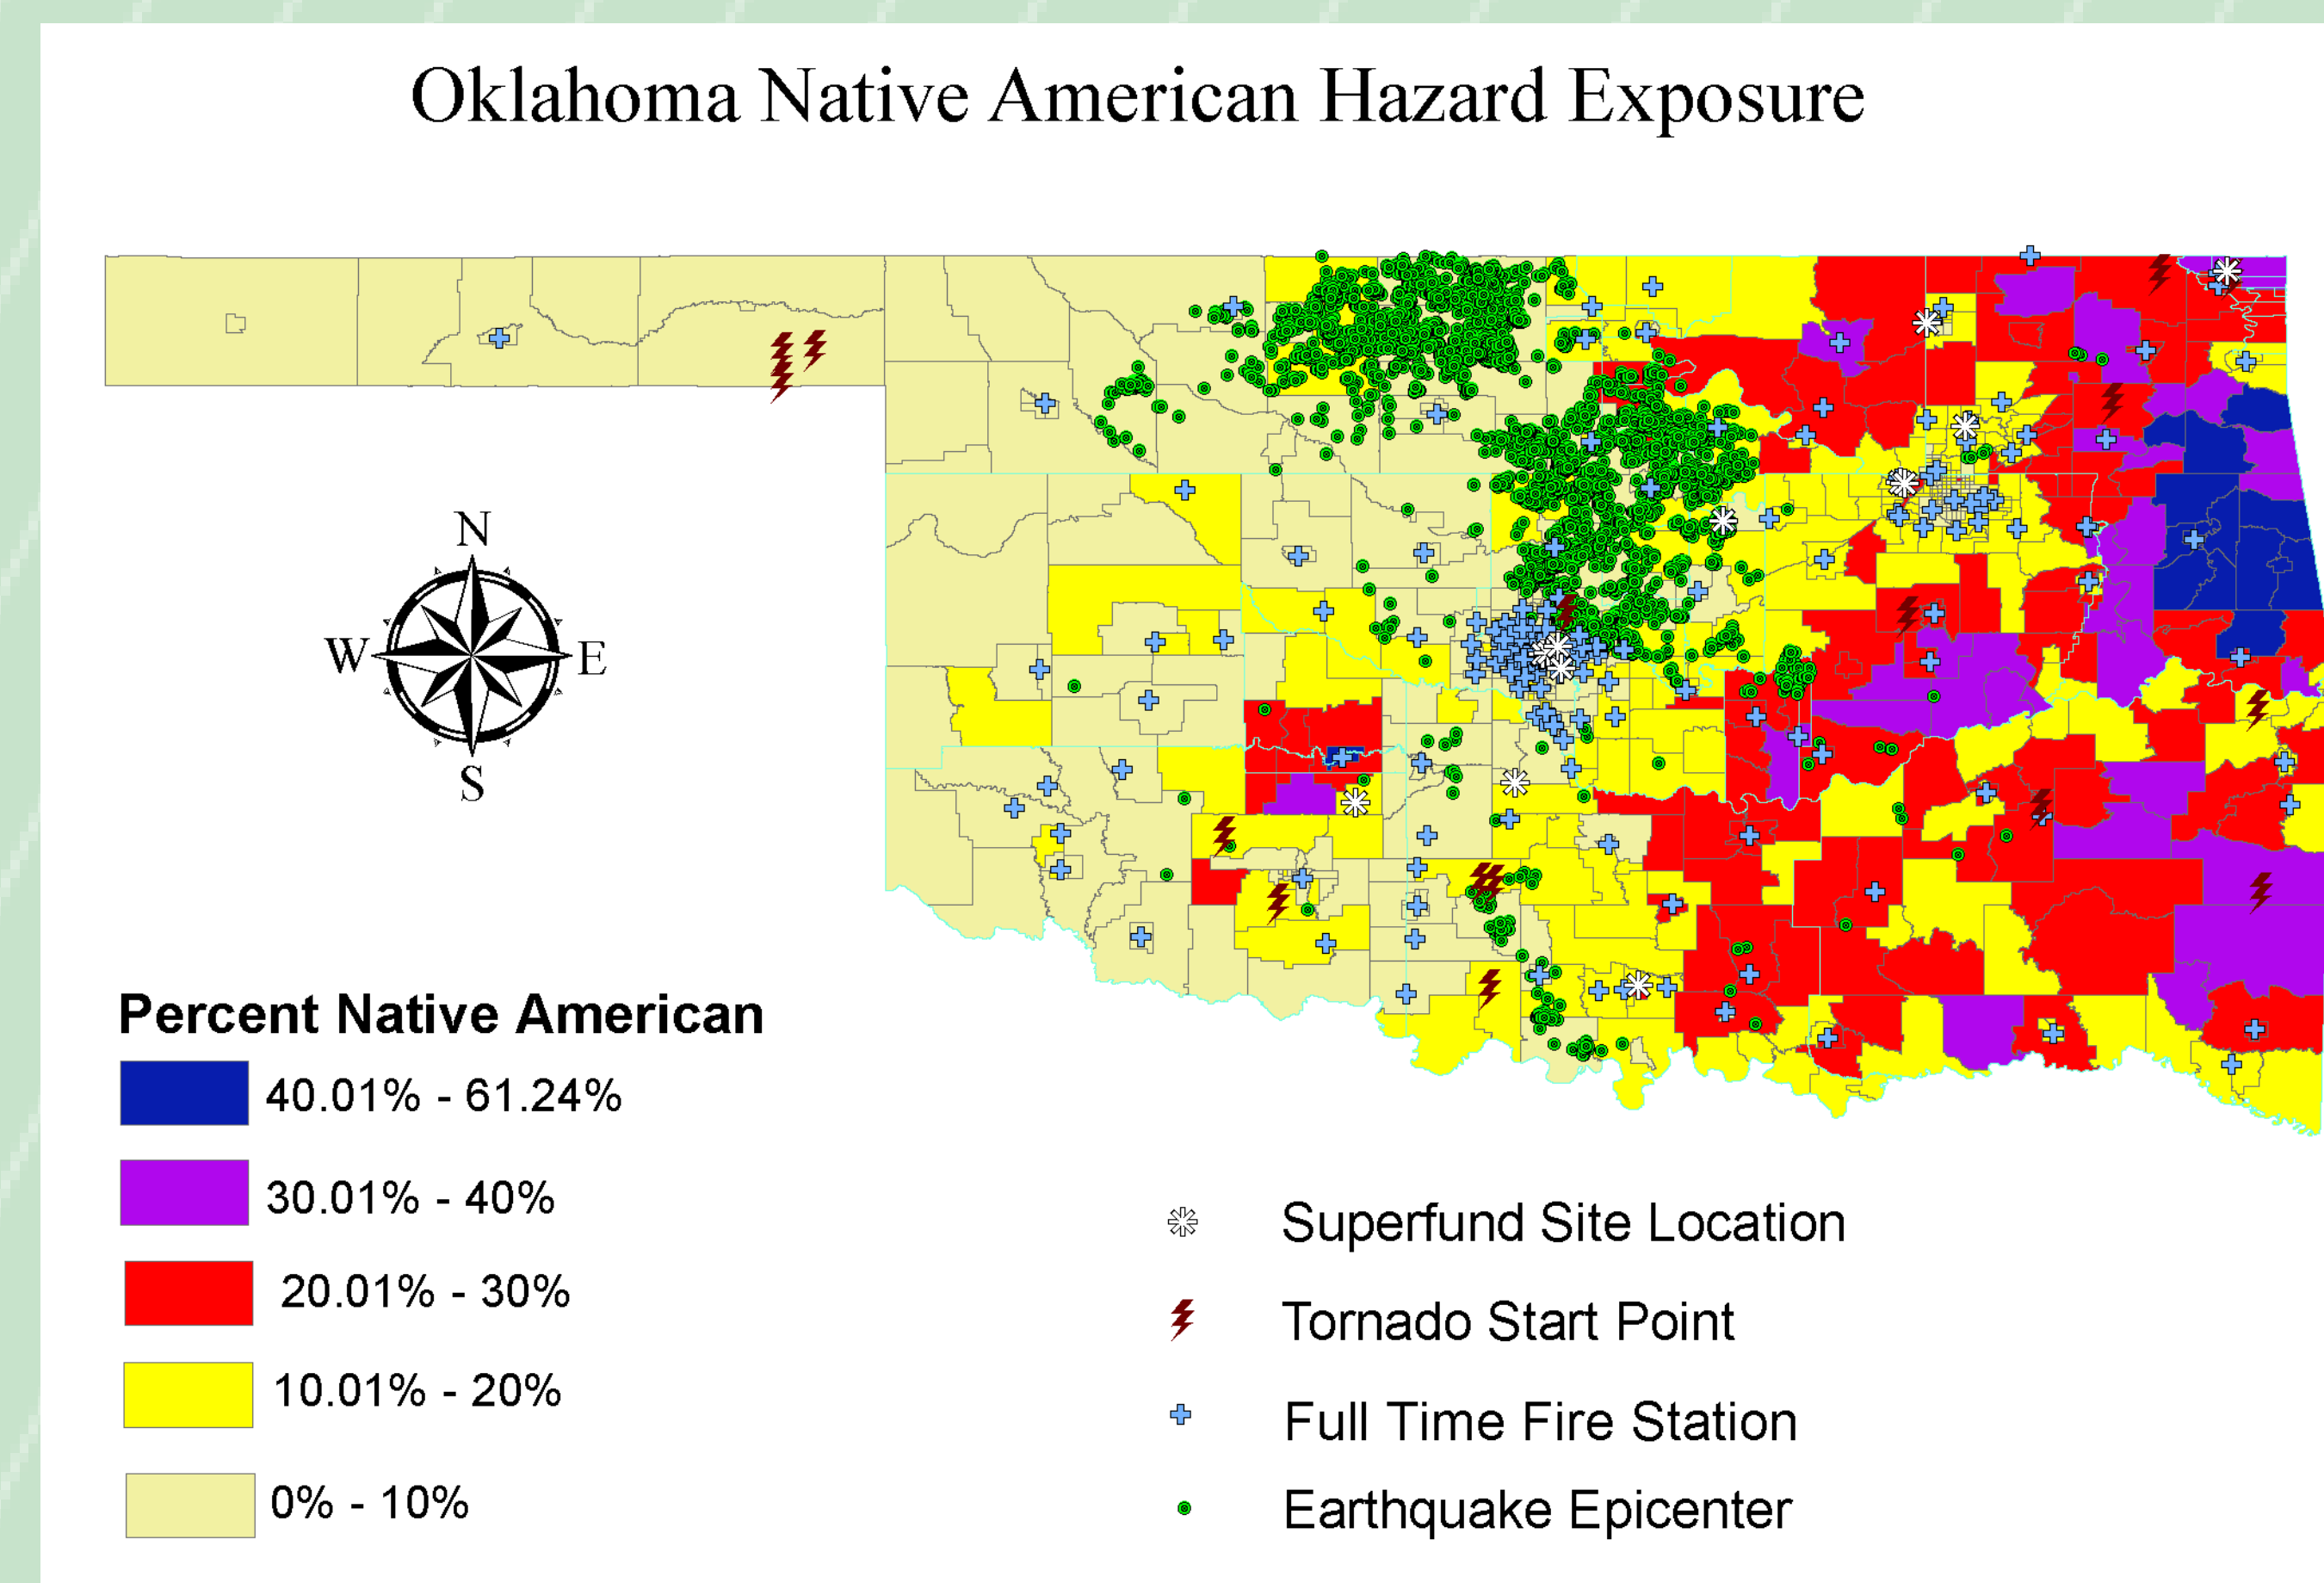 Oklahoma Native American Hazard Exposure
N
W E
S
Percent Native American
40.01% - 61.24%
30.01% - 40%
20.01% - 30%
10.01% - 20%
0% - 10%
Superfund Site Location
Tornado Start Point
Full Time Fire Station
Earthquake Epicenter